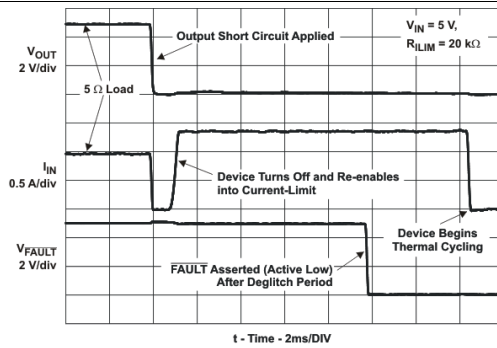 Output Short Circuit Applied
V_IN = 5 V,
R_ILIM = 20 kΩ
V_OUT
2 V/div
5 Ω Load
I_IN
0.5 A/div
Device Turns Off and Re-enables
into Current-Limit
Device Begins
Thermal Cycling
V_FAULT
2 V/div
FAULT Asserted (Active Low)
After Deglitch Period
t - Time - 2ms/DIV